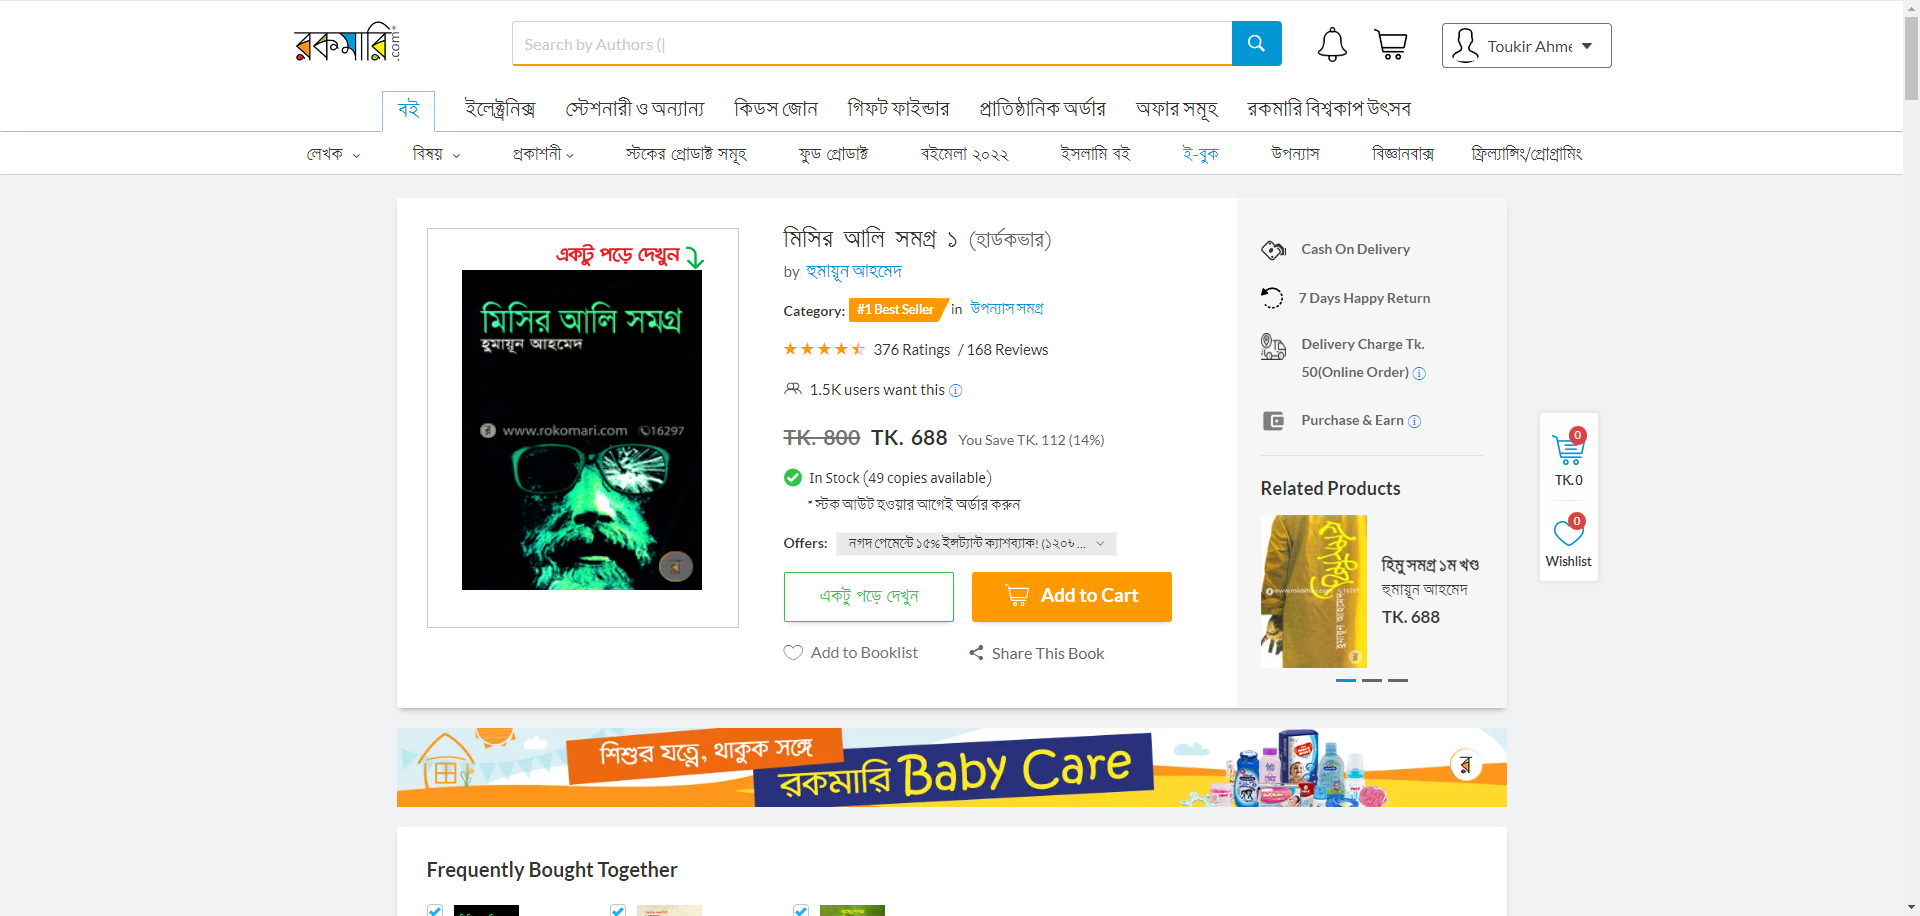 রকমারি.com
Search by Authors (
Toukir Ahme
বই ইলেক্ট্রনিক্স স্টেশনারী ও অন্যান্য কিডস জোন গিফট ফাইন্ডার প্রাতিষ্ঠানিক অর্ডার অফার সমূহ রকমারি বিশ্বকাপ উৎসব
লেখক বিষয় প্রকাশনী স্টকের প্রোডাক্ট সমূহ ফুড প্রোডাক্ট বইমেলা ২০২২ ইসলামি বই ই-বুক উপন্যাস বিজ্ঞানবাক্স ফ্রিল্যান্সিং/প্রোগ্রামিং
একটু পড়ে দেখুন
মিসির আলি সমগ্র
হুমায়ূন আহমেদ
www.rokomari.com 16297
র
মিসির আলি সমগ্র ১ (হার্ডকভার)
by হুমায়ূন আহমেদ
Category: #1 Best Seller in উপন্যাস সমগ্র
376 Ratings / 168 Reviews
1.5K users want this
TK. 800 TK. 688 You Save TK. 112 (14%)
In Stock (49 copies available)
* স্টক আউট হওয়ার আগেই অর্ডার করুন
Offers: নগদ পেমেন্টে ১৫% ইন্সট্যান্ট ক্যাশব্যাক! (১২০৳ ...
একটু পড়ে দেখুন Add to Cart
Add to Booklist Share This Book
Cash On Delivery
7 Days Happy Return
Delivery Charge Tk.
50(Online Order)
Purchase & Earn
Related Products
www.rokomari.com 16297
হুমায়ূন আহমেদ
হিমু সমগ্র ১ম খণ্ড
হুমায়ূন আহমেদ
TK. 688
0
TK.0
0
Wishlist
শিশুর যত্নে, থাকুক সঙ্গে
রকমারি Baby Care
র
Frequently Bought Together